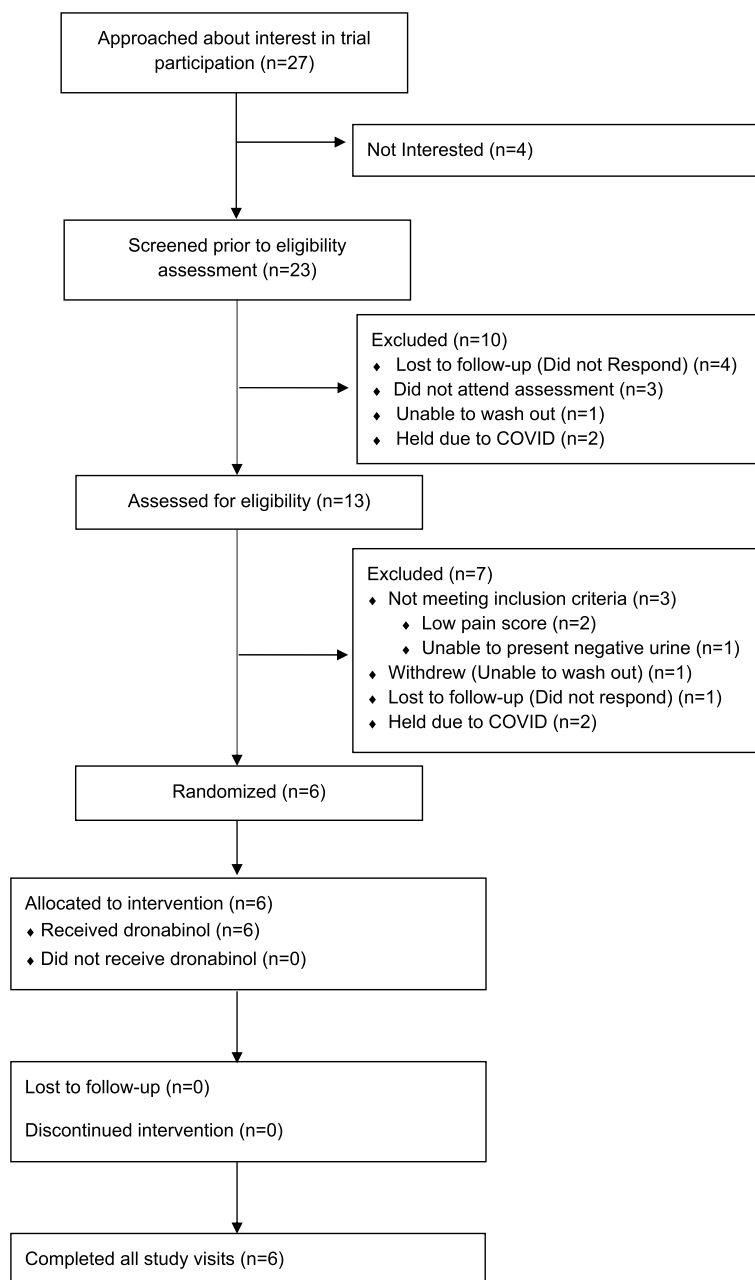 Approached about interest in trial
participation (n=27)
Not Interested (n=4)
Screened prior to eligibility
assessment (n=23)
Excluded (n=10)
♦ Lost to follow-up (Did not Respond) (n=4)
♦ Did not attend assessment (n=3)
♦ Unable to wash out (n=1)
♦ Held due to COVID (n=2)
Assessed for eligibility (n=13)
Excluded (n=7)
♦ Not meeting inclusion criteria (n=3)
♦ Low pain score (n=2)
♦ Unable to present negative urine (n=1)
♦ Withdrew (Unable to wash out) (n=1)
♦ Lost to follow-up (Did not respond) (n=1)
♦ Held due to COVID (n=2)
Randomized (n=6)
Allocated to intervention (n=6)
♦ Received dronabinol (n=6)
♦ Did not receive dronabinol (n=0)
Lost to follow-up (n=0)
Discontinued intervention (n=0)
Completed all study visits (n=6)